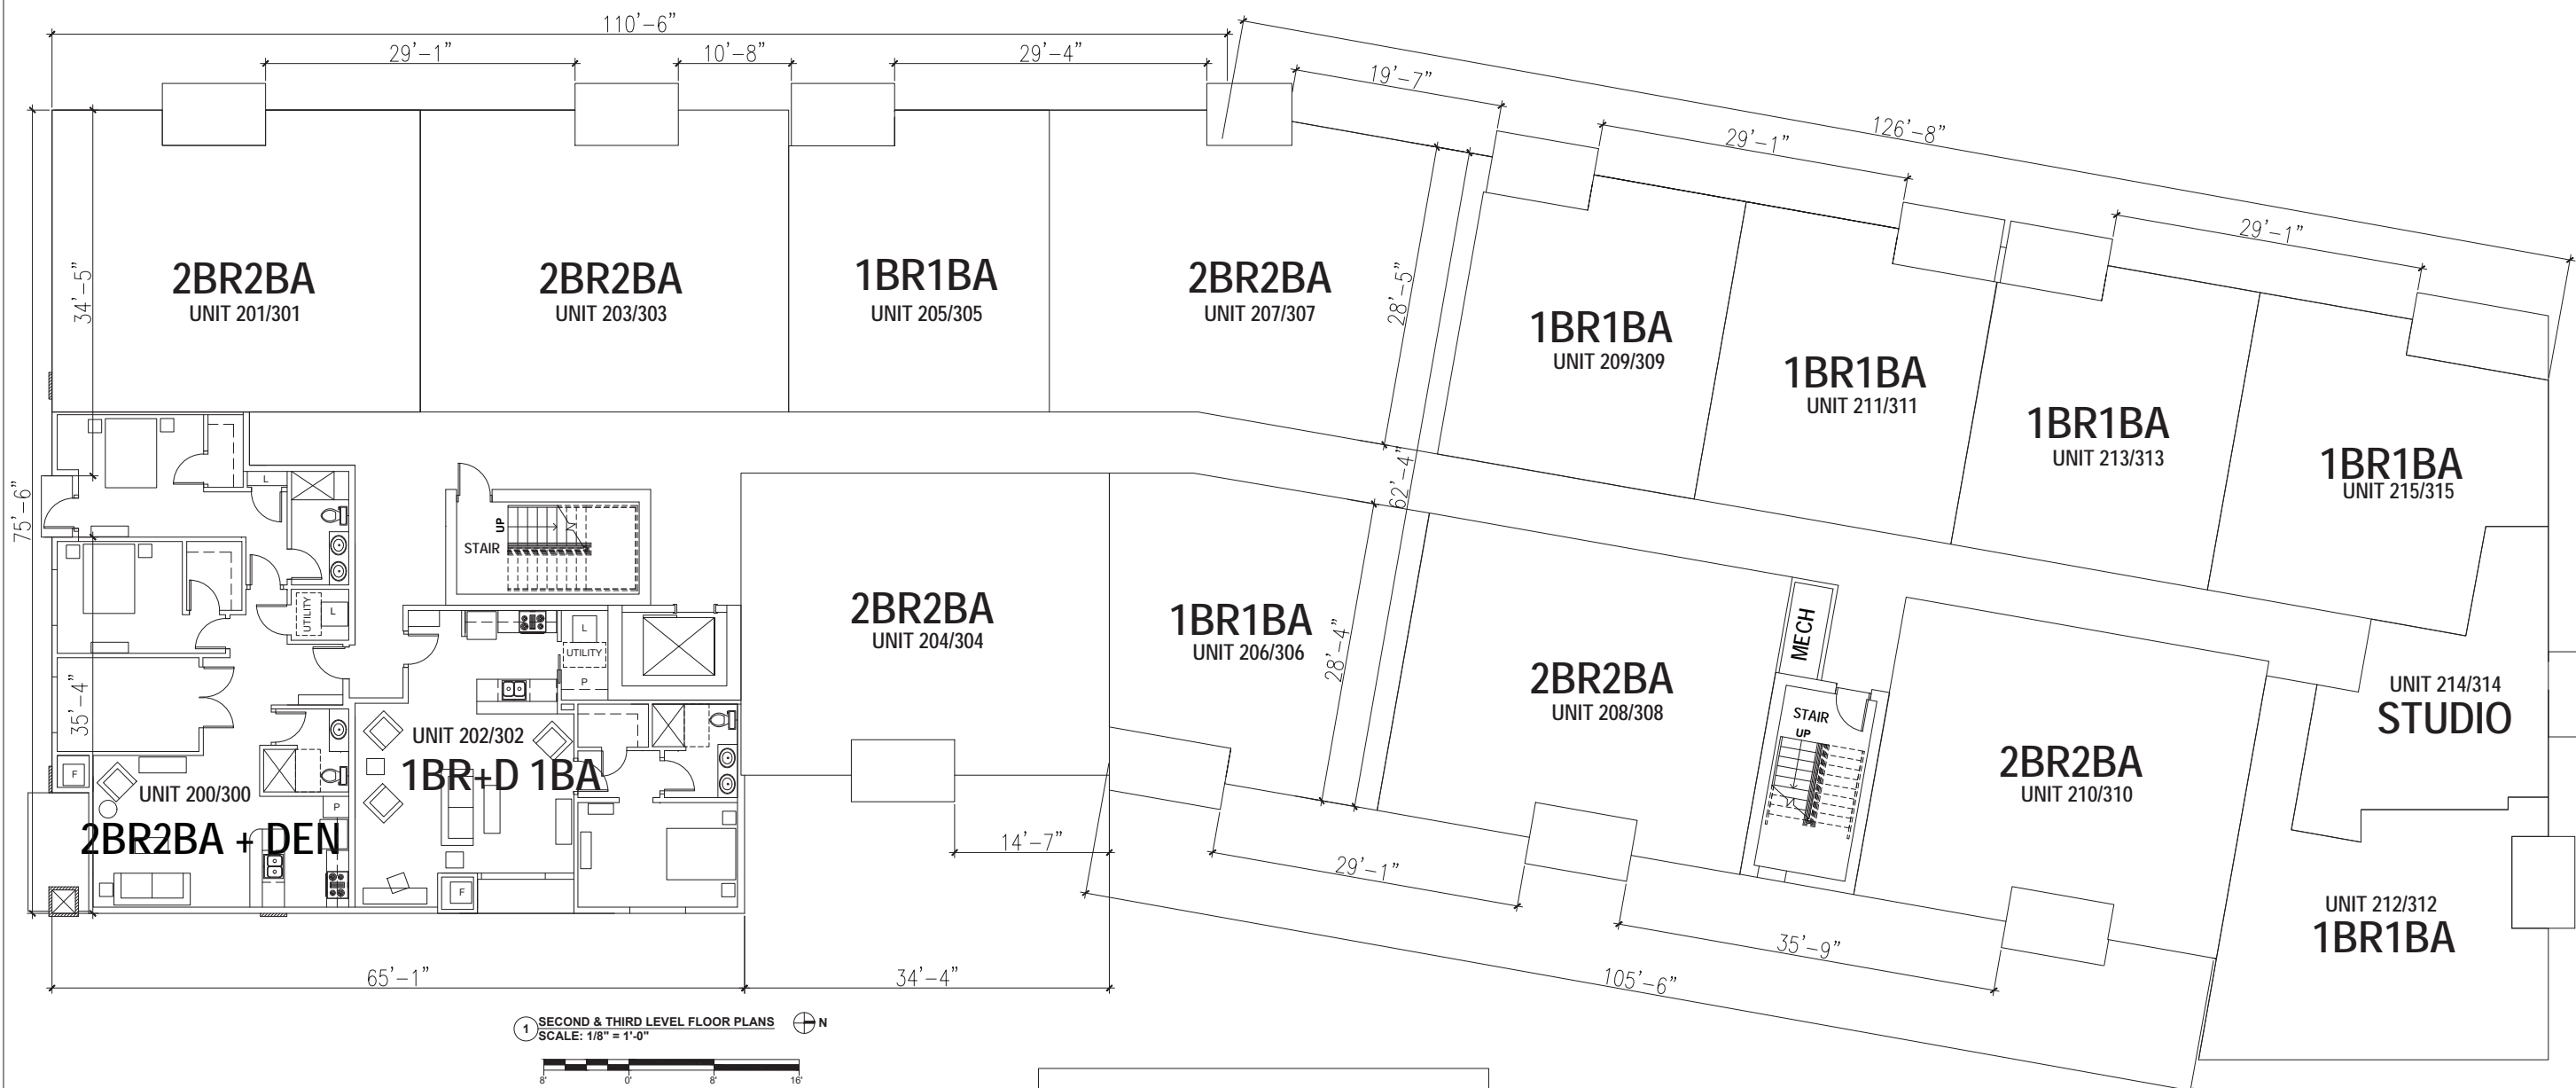 110'-6"
29'-1"
10'-8"
29'-4"
19'-7"
29'-1"
126'-8"
29'-1"
34'-5"
75'-6"
35'-4"
2BR2BA
UNIT 201/301
2BR2BA
UNIT 203/303
1BR1BA
UNIT 205/305
2BR2BA
UNIT 207/307
28'-5"
62'-4"
1BR1BA
UNIT 209/309
1BR1BA
UNIT 211/311
1BR1BA
UNIT 213/313
1BR1BA
UNIT 215/315
L
UP
STAIR
UTILITY
L
L
UTILITY
P
2BR2BA
UNIT 204/304
1BR1BA
UNIT 206/306
28'-4"
2BR2BA
UNIT 208/308
MECH
STAIR
UP
2BR2BA
UNIT 210/310
UNIT 214/314
STUDIO
UNIT 212/312
1BR1BA
UNIT 202/302
1BR+D 1BA
F
UNIT 200/300
P
2BR2BA + DEN
F
14'-7"
29'-1"
35'-9"
105'-6"
65'-1"
34'-4"
1
SECOND & THIRD LEVEL FLOOR PLANS
N
SCALE: 1/8" = 1'-0"
8'
0'
8'
16'